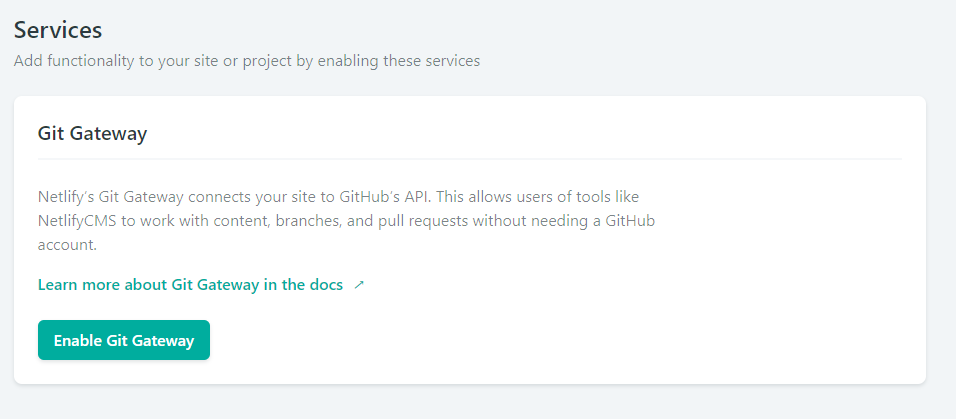 Services
Add functionality to your site or project by enabling these services
Git Gateway
Netlify's Git Gateway connects your site to GitHub's API. This allows users of tools like
NetlifyCMS to work with content, branches, and pull requests without needing a GitHub
account.
Learn more about Git Gateway in the docs ↗
Enable Git Gateway